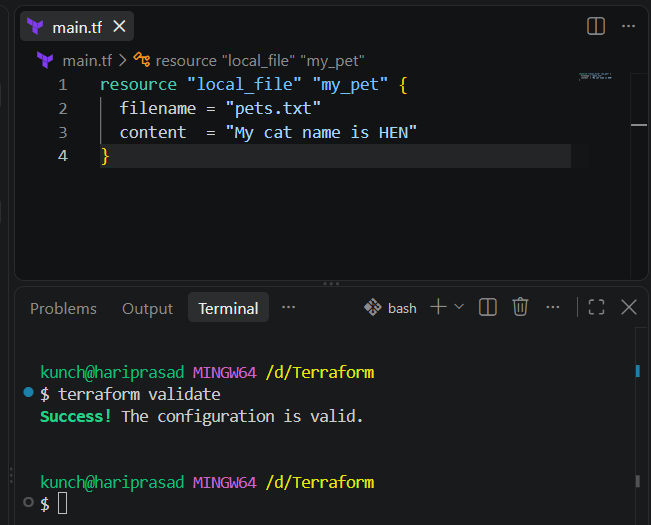 main.tf
main.tf > resource "local_file" "my_pet"
1 resource "local_file" "my_pet" {
2   filename = "pets.txt"
3   content  = "My cat name is HEN"
4 }
Problems Output Terminal ··· bash
kunch@hariprasad MINGW64 /d/Terraform
$ terraform validate
Success! The configuration is valid.
kunch@hariprasad MINGW64 /d/Terraform
$